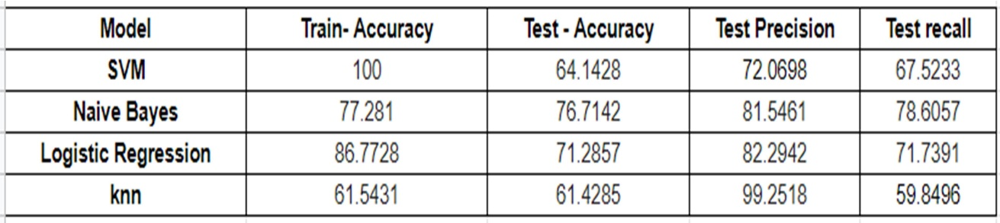 Model Train- Accuracy Test - Accuracy Test Precision Test recall
SVM 100 64.1428 72.0698 67.5233
Naive Bayes 77.281 76.7142 81.5461 78.6057
Logistic Regression 86.7728 71.2857 82.2942 71.7391
knn 61.5431 61.4285 99.2518 59.8496